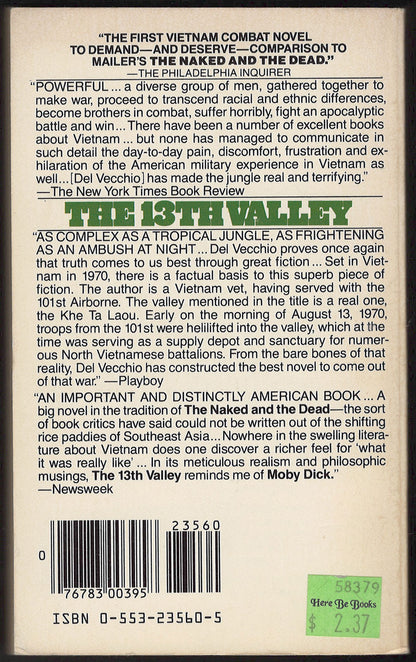 "THE FIRST VIETNAM COMBAT NOVEL
TO DEMAND—AND DESERVE—COMPARISON TO
MAILER'S THE NAKED AND THE DEAD."
—THE PHILADELPHIA INQUIRER
"POWERFUL ... a diverse group of men, gathered together to
make war, proceed to transcend racial and ethnic differences,
become brothers in combat, suffer horribly, fight an apocalyptic
battle and win ... There have been a number of excellent books
about Vietnam ... but none has managed to communicate in
such detail the day-to-day pain, discomfort, frustration and ex-
hilaration of the American military experience in Vietnam as
well ... [Del Vecchio] has made the jungle real and terrifying."
—The New York Times Book Review
THE 13TH VALLEY
"AS COMPLEX AS A TROPICAL JUNGLE, AS FRIGHTENING
AS AN AMBUSH AT NIGHT ... Del Vecchio proves once again
that truth comes to us best through great fiction ... Set in Viet-
nam in 1970, there is a factual basis to this superb piece of
fiction. The author is a Vietnam vet, having served with the
101st Airborne. The valley mentioned in the title is a real one,
the Khe Ta Laou. Early on the morning of August 13, 1970,
troops from the 101st were helilifted into the valley, which at the
time was serving as a supply depot and sanctuary for numer-
ous North Vietnamese battalions. From the bare bones of that
reality, Del Vecchio has constructed the best novel to come out
of that war." —Playboy
"AN IMPORTANT AND DISTINCTLY AMERICAN BOOK ... A
big novel in the tradition of The Naked and the Dead—the sort
of book critics have said could not be written out of the shifting
rice paddies of Southeast Asia ... Nowhere in the swelling litera-
ture about Vietnam does one discover a richer feel for 'what
it was really like' ... In its meticulous realism and philosophic
musings, The 13th Valley reminds me of Moby Dick."
—Newsweek
23560
0
76783 00395
ISBN 0-553-23560-5
58379
Here Be Books
$ 2.37